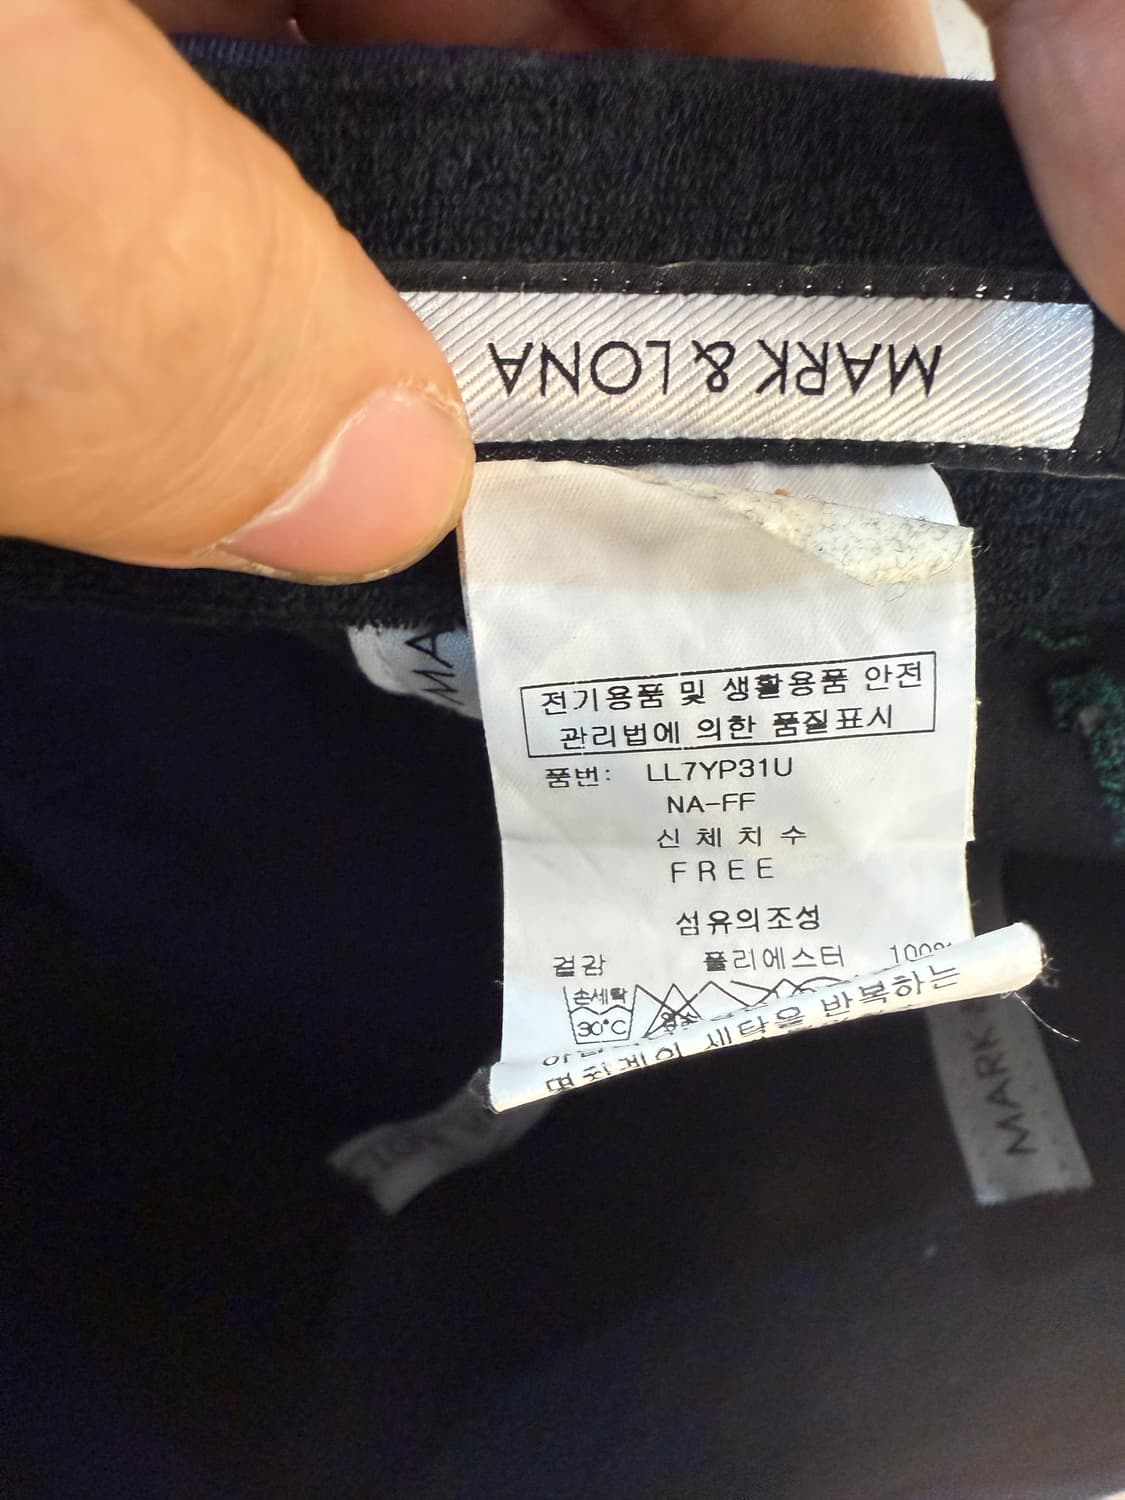 MARK & LONA
MA
전기용품 및 생활용품 안전
관리법에 의한 품질표시
품번: LL7YP31U
NA-FF
신 체 치 수
F R E E
섬유의조성
겉감 폴리에스터 100%
손세탁
30℃
세탁을 반복하는
MARK &